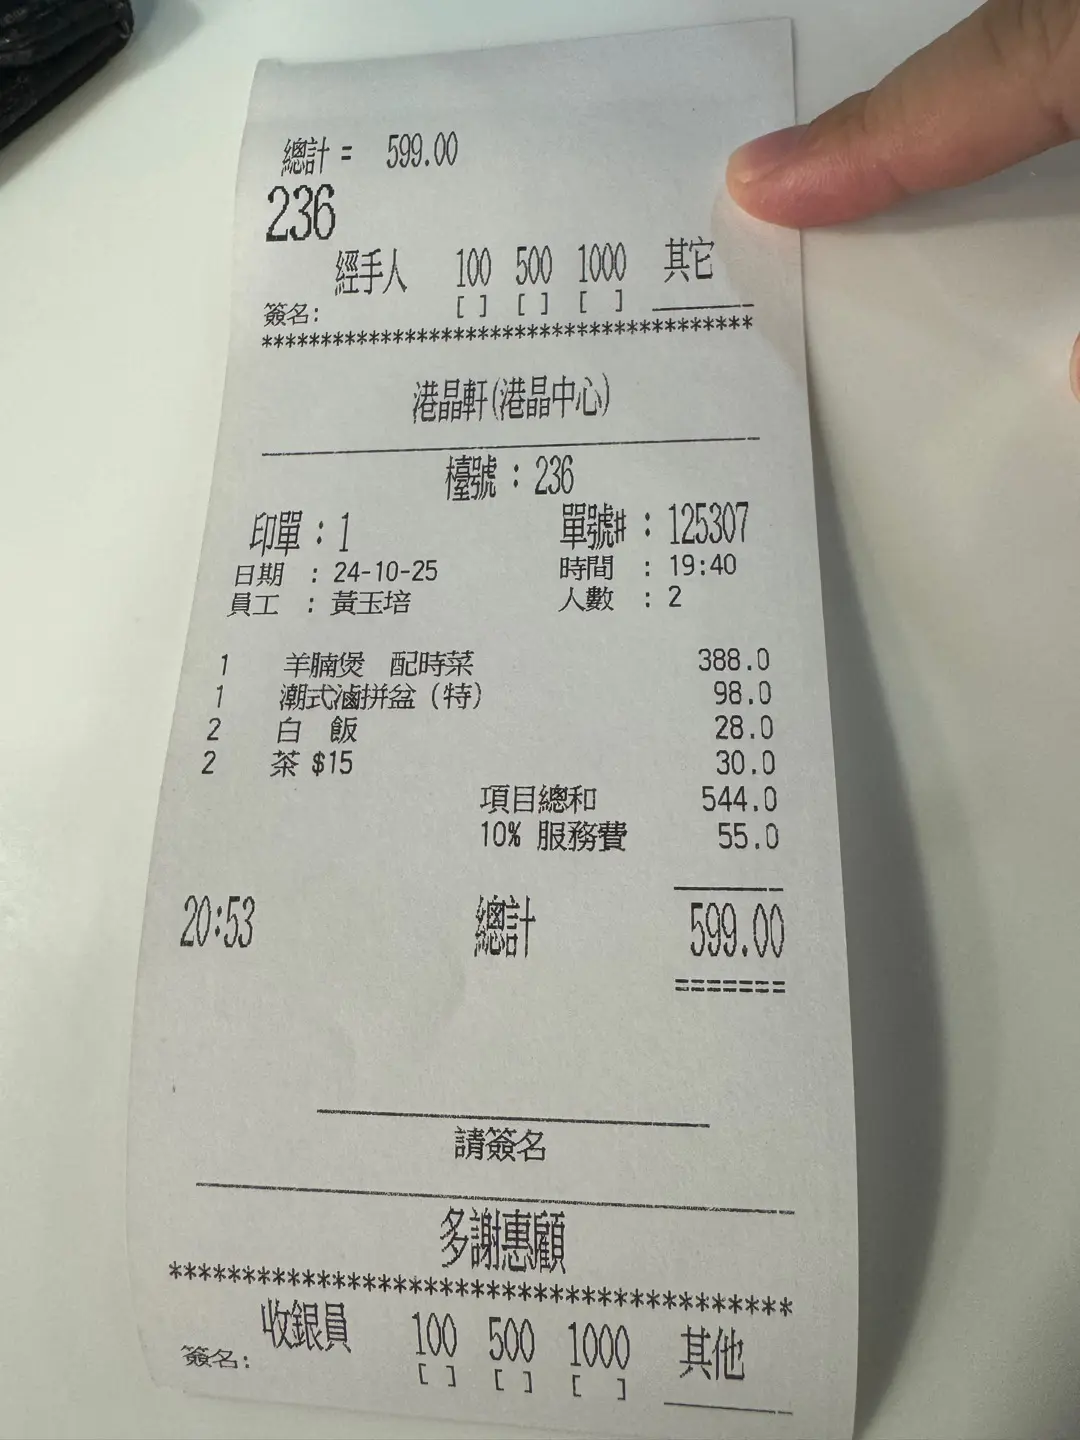 總計 = 599.00
236
經手人 100 500 1000 其它
簽名: [ ] [ ] [ ] ________
******************************************
港晶軒(港晶中心)
檯號 : 236
印單 : 1 單號# : 125307
日期 : 24-10-25 時間 : 19:40
員工 : 黃玉培 人數 : 2
1 羊腩煲 配時菜 388.0
1 潮式滷拼盆 (特) 98.0
2 白 飯 28.0
2 茶 $15 30.0
項目總和 544.0
10% 服務費 55.0
20:53 總計 599.00
=======
請簽名
多謝惠顧
******************************************
收銀員 100 500 1000 其他
簽名: [ ] [ ] [ ] ________